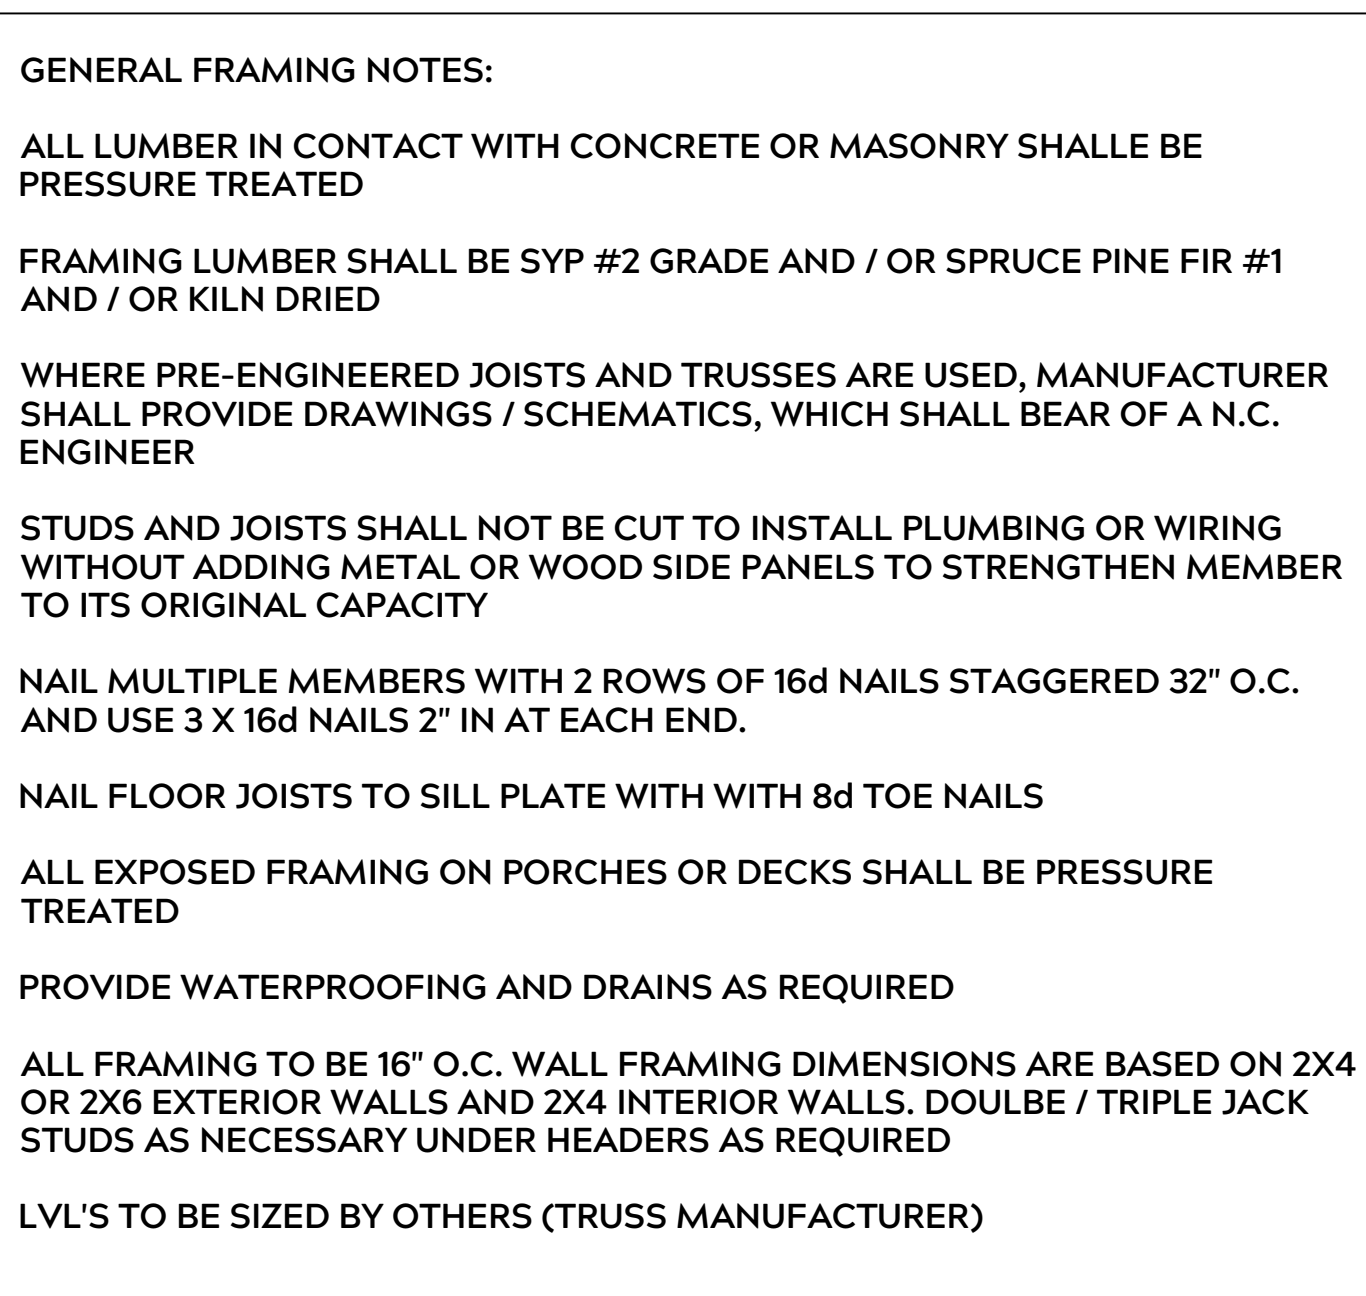 GENERAL FRAMING NOTES:
ALL LUMBER IN CONTACT WITH CONCRETE OR MASONRY SHALLE BE
PRESSURE TREATED
FRAMING LUMBER SHALL BE SYP #2 GRADE AND / OR SPRUCE PINE FIR #1
AND / OR KILN DRIED
WHERE PRE-ENGINEERED JOISTS AND TRUSSES ARE USED, MANUFACTURER
SHALL PROVIDE DRAWINGS / SCHEMATICS, WHICH SHALL BEAR OF A N.C.
ENGINEER
STUDS AND JOISTS SHALL NOT BE CUT TO INSTALL PLUMBING OR WIRING
WITHOUT ADDING METAL OR WOOD SIDE PANELS TO STRENGTHEN MEMBER
TO ITS ORIGINAL CAPACITY
NAIL MULTIPLE MEMBERS WITH 2 ROWS OF 16d NAILS STAGGERED 32" O.C.
AND USE 3 X 16d NAILS 2" IN AT EACH END.
NAIL FLOOR JOISTS TO SILL PLATE WITH WITH 8d TOE NAILS
ALL EXPOSED FRAMING ON PORCHES OR DECKS SHALL BE PRESSURE
TREATED
PROVIDE WATERPROOFING AND DRAINS AS REQUIRED
ALL FRAMING TO BE 16" O.C. WALL FRAMING DIMENSIONS ARE BASED ON 2X4
OR 2X6 EXTERIOR WALLS AND 2X4 INTERIOR WALLS. DOULBE / TRIPLE JACK
STUDS AS NECESSARY UNDER HEADERS AS REQUIRED
LVL'S TO BE SIZED BY OTHERS (TRUSS MANUFACTURER)